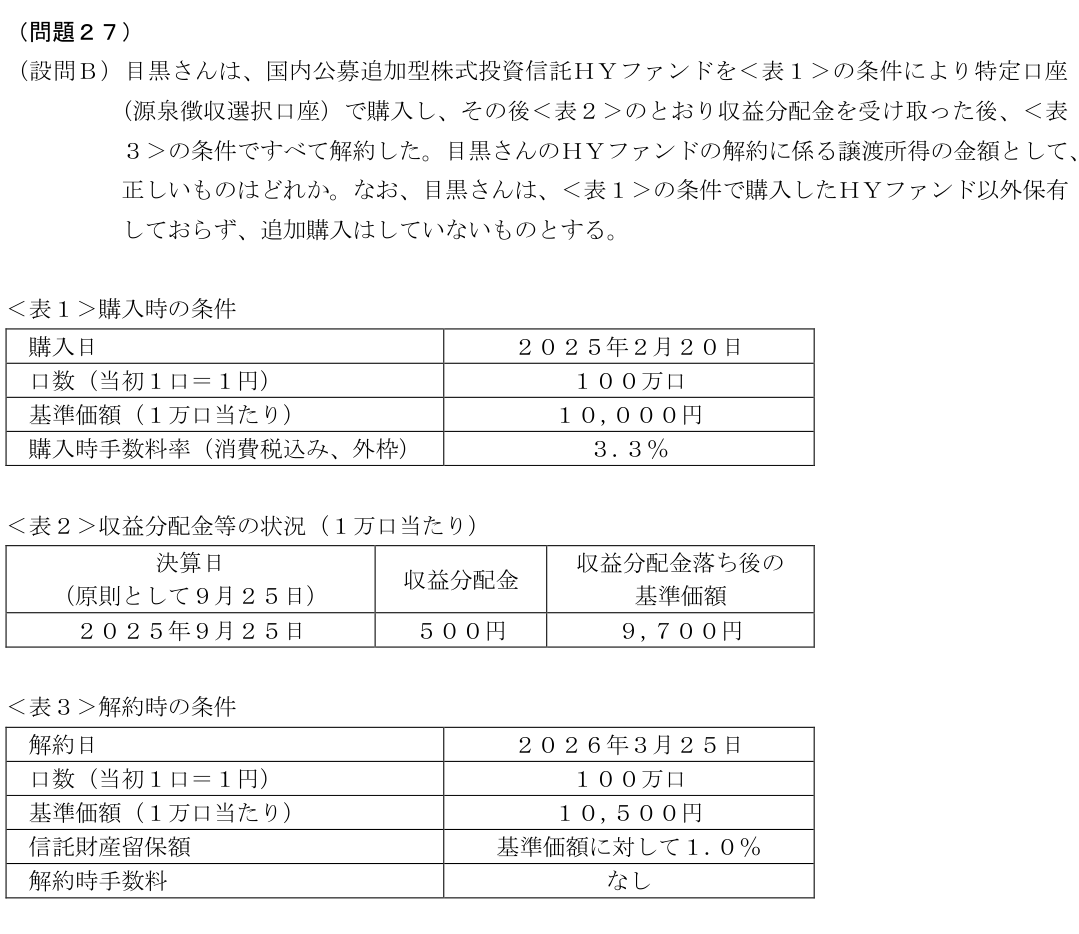 （問題２７）
（設問Ｂ）目黒さんは、国内公募追加型株式投資信託ＨＹファンドを＜表１＞の条件により特定口座
（源泉徴収選択口座）で購入し、その後＜表２＞のとおり収益分配金を受け取った後、＜表
３＞の条件ですべて解約した。目黒さんのＨＹファンドの解約に係る譲渡所得の金額として、
正しいものはどれか。なお、目黒さんは、＜表１＞の条件で購入したＨＹファンド以外保有
しておらず、追加購入はしていないものとする。
＜表１＞購入時の条件
購入日 ２０２５年２月２０日
口数（当初１口＝１円） １００万口
基準価額（１万口当たり） １０，０００円
購入時手数料率（消費税込み、外枠） ３．３％
＜表２＞収益分配金等の状況（１万口当たり）
決算日
（原則として９月２５日）
収益分配金
収益分配金落ち後の
基準価額
２０２５年９月２５日 ５００円 ９，７００円
＜表３＞解約時の条件
解約日 ２０２６年３月２５日
口数（当初１口＝１円） １００万口
基準価額（１万口当たり） １０，５００円
信託財産留保額 基準価額に対して１．０％
解約時手数料 なし